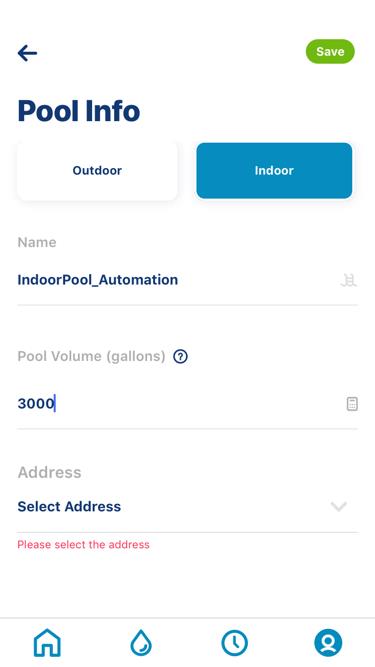 Save
Pool Info
Outdoor
Indoor
Name
IndoorPool_Automation
Pool Volume (gallons) ?
3000
Address
Select Address
Please select the address